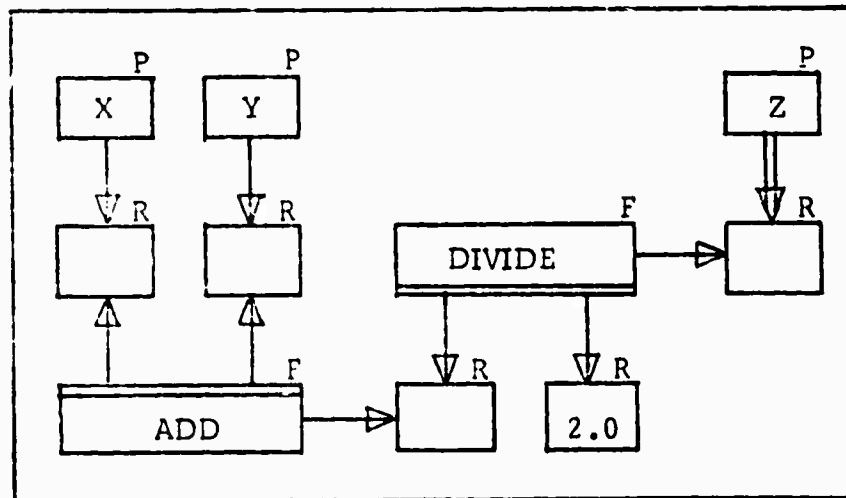 P P P
X Y Z
R R R
F
DIVIDE
F R R
ADD 2.0